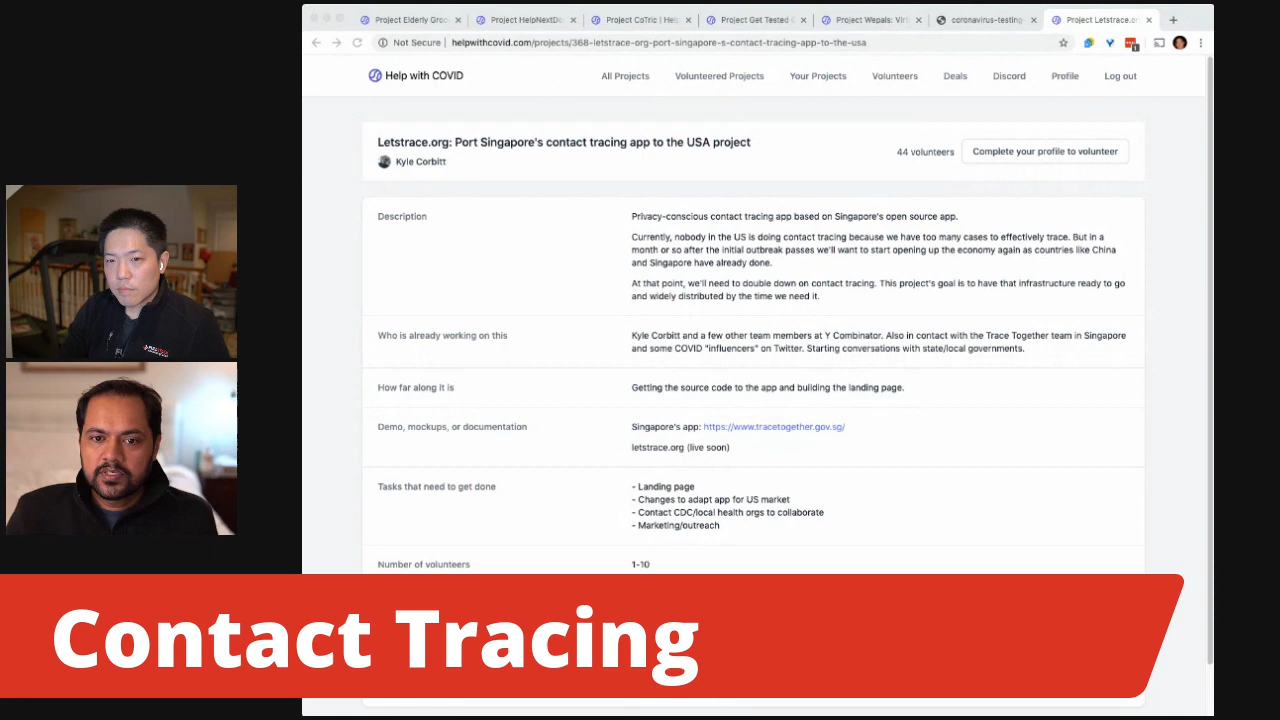 Project Elderly Groc
Project HelpNextDo
Project CoTric | Help
Project Get Tested C
Project Wepals: Virt
coronavirus-testing-
Project Letstrace.or
Not Secure | helpwithcovid.com/projects/368-letstrace-org-port-singapore-s-contact-tracing-app-to-the-usa
Help with COVID
All Projects
Volunteered Projects
Your Projects
Volunteers
Deals
Discord
Profile
Log out
Letstrace.org: Port Singapore's contact tracing app to the USA project
Kyle Corbitt
44 volunteers
Complete your profile to volunteer
Description
Privacy-conscious contact tracing app based on Singapore's open source app.
Currently, nobody in the US is doing contact tracing because we have too many cases to effectively trace. But in a
month or so after the initial outbreak passes we'll want to start opening up the economy again as countries like China
and Singapore have already done.
At that point, we'll need to double down on contact tracing. This project's goal is to have that infrastructure ready to go
and widely distributed by the time we need it.
Who is already working on this
Kyle Corbitt and a few other team members at Y Combinator. Also in contact with the Trace Together team in Singapore
and some COVID "influencers" on Twitter. Starting conversations with state/local governments.
How far along it is
Getting the source code to the app and building the landing page.
Demo, mockups, or documentation
Singapore's app: https://www.tracetogether.gov.sg/
letstrace.org (live soon)
Tasks that need to get done
- Landing page
- Changes to adapt app for US market
- Contact CDC/local health orgs to collaborate
- Marketing/outreach
Number of volunteers
1-10
Contact Tracing